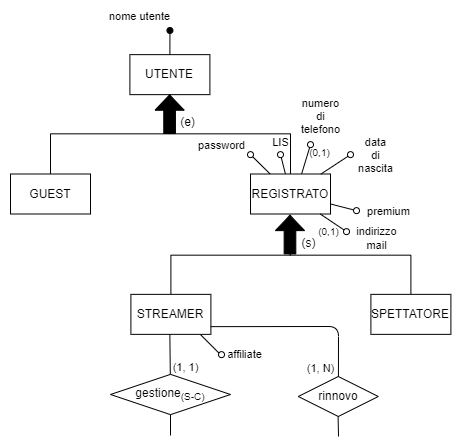 nome utente
UTENTE
(e)
numero
di
telefono
(0,1)
password
LIS
data
di
nascita
GUEST
REGISTRATO
premium
(0,1)
indirizzo
mail
(s)
STREAMER
SPETTATORE
affiliate
(1, 1)
(1, N)
gestione(S-C)
rinnovo